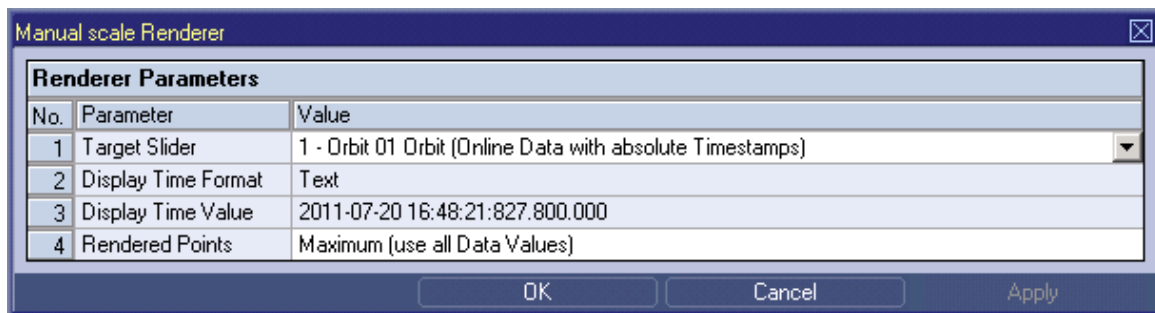 Manual scale Renderer
Renderer Parameters
No. Parameter Value
1 Target Slider 1 - Orbit 01 Orbit (Online Data with absolute Timestamps)
2 Display Time Format Text
3 Display Time Value 2011-07-20 16:48:21:827.800.000
4 Rendered Points Maximum (use all Data Values)
OK Cancel Apply